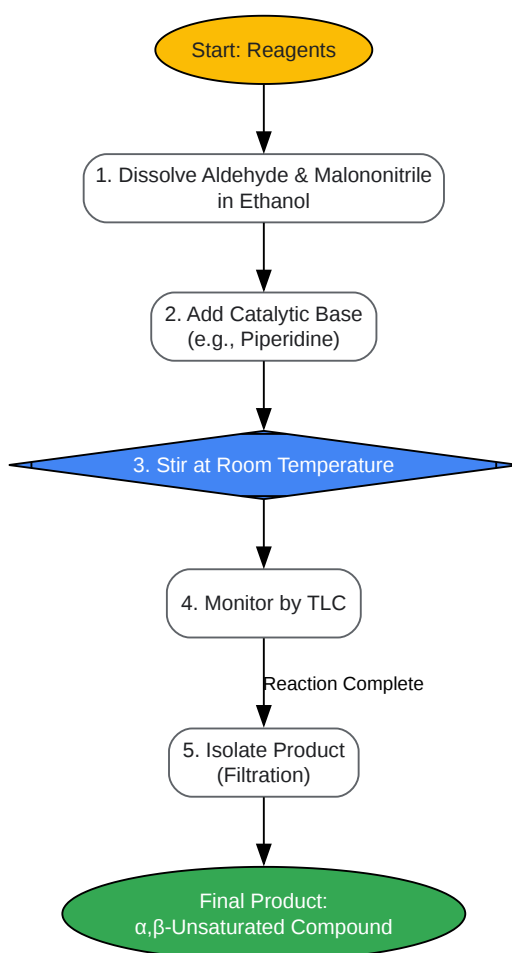 Start: Reagents
1. Dissolve Aldehyde & Malononitrile
in Ethanol
2. Add Catalytic Base
(e.g., Piperidine)
3. Stir at Room Temperature
4. Monitor by TLC
Reaction Complete
5. Isolate Product
(Filtration)
Final Product:
α,β-Unsaturated Compound